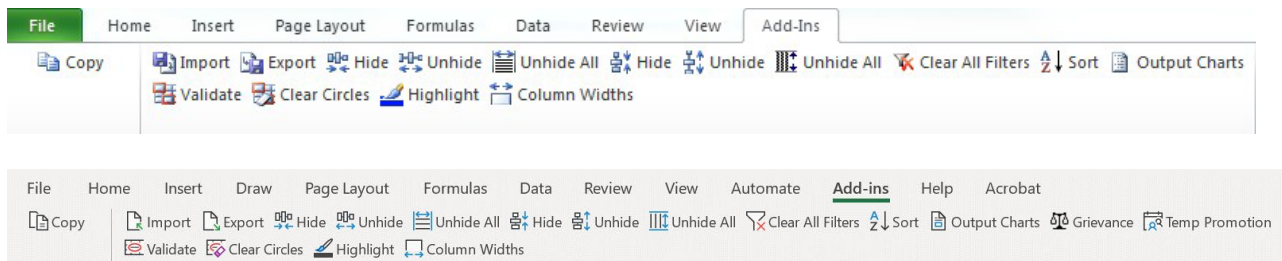 File Home Insert Page Layout Formulas Data Review View Add-Ins
Copy Import Export Hide Unhide Unhide All Hide Unhide Unhide All Clear All Filters Sort Output Charts
Validate Clear Circles Highlight Column Widths
File Home Insert Draw Page Layout Formulas Data Review View Automate Add-ins Help Acrobat
Copy Import Export Hide Unhide Unhide All Hide Unhide Unhide All Clear All Filters Sort Output Charts Grievance Temp Promotion
Validate Clear Circles Highlight Column Widths